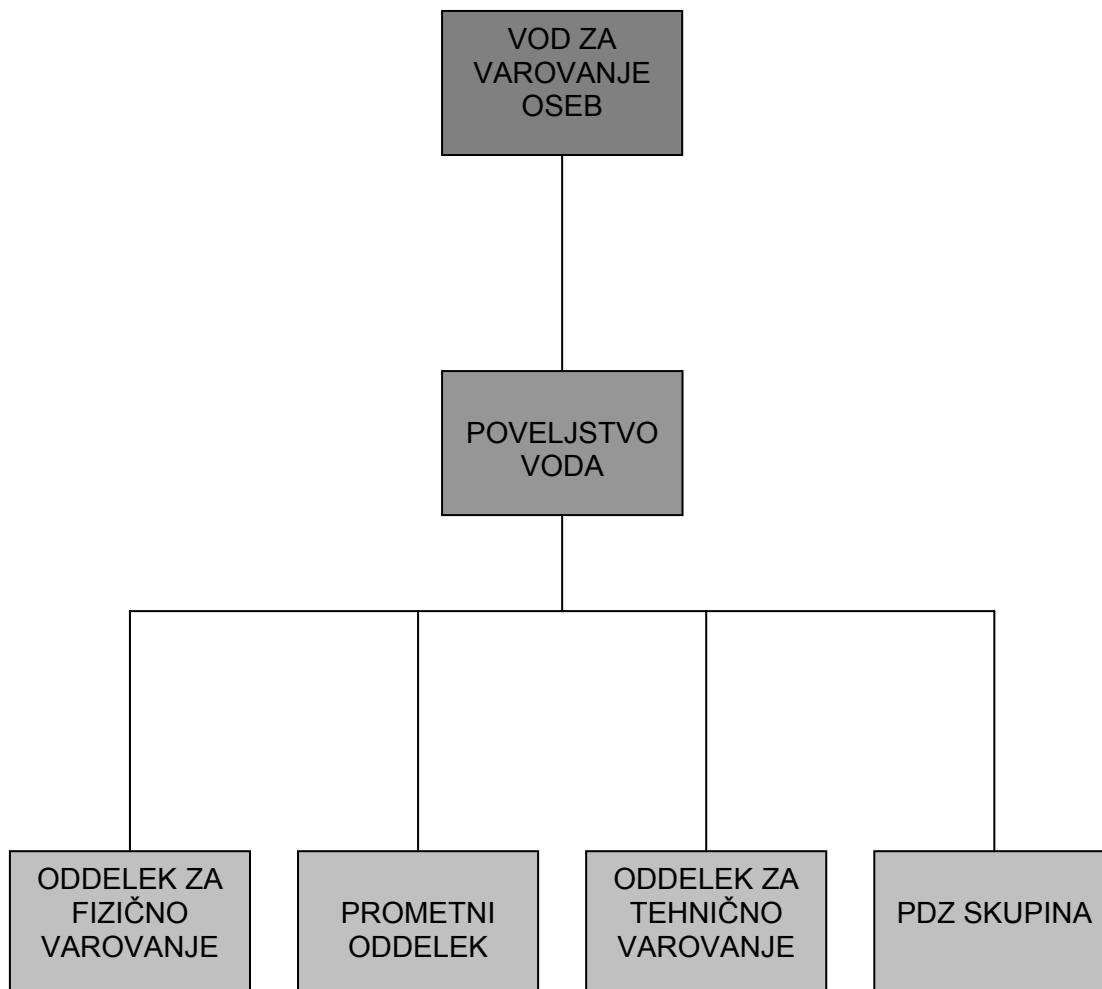 VOD ZA
VAROVANJE
OSEB
POVELJSTVO
VODA
ODDELEK ZA
FIZIČNO
VAROVANJE
PROMETNI
ODDELEK
ODDELEK ZA
TEHNIČNO
VAROVANJE
PDZ SKUPINA